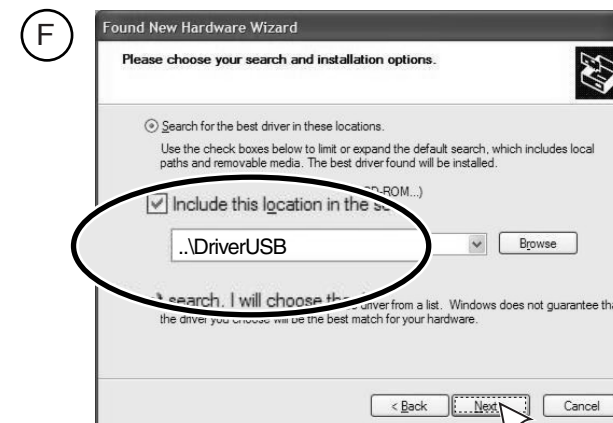 F
Found New Hardware Wizard
Please choose your search and installation options.
Search for the best driver in these locations.
Use the check boxes below to limit or expand the default search, which includes local
paths and removable media. The best driver found will be installed.
D-ROM...)
Include this location in the se
..\DriverUSB
Browse
search. I will choose the driver from a list. Windows does not guarantee tha
the driver you choose will be the best match for your hardware.
< Back
Next
Cancel